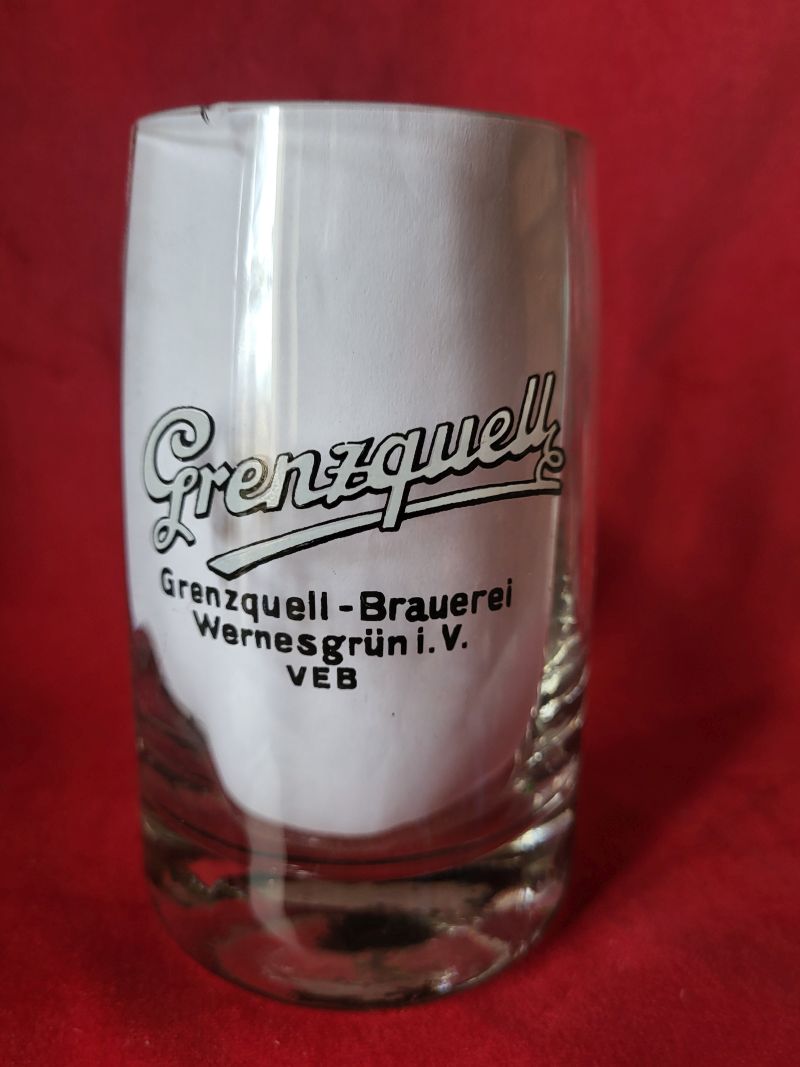 Grenzquell
Grenzquell-Brauerei
Wernesgrün i. V.
VEB